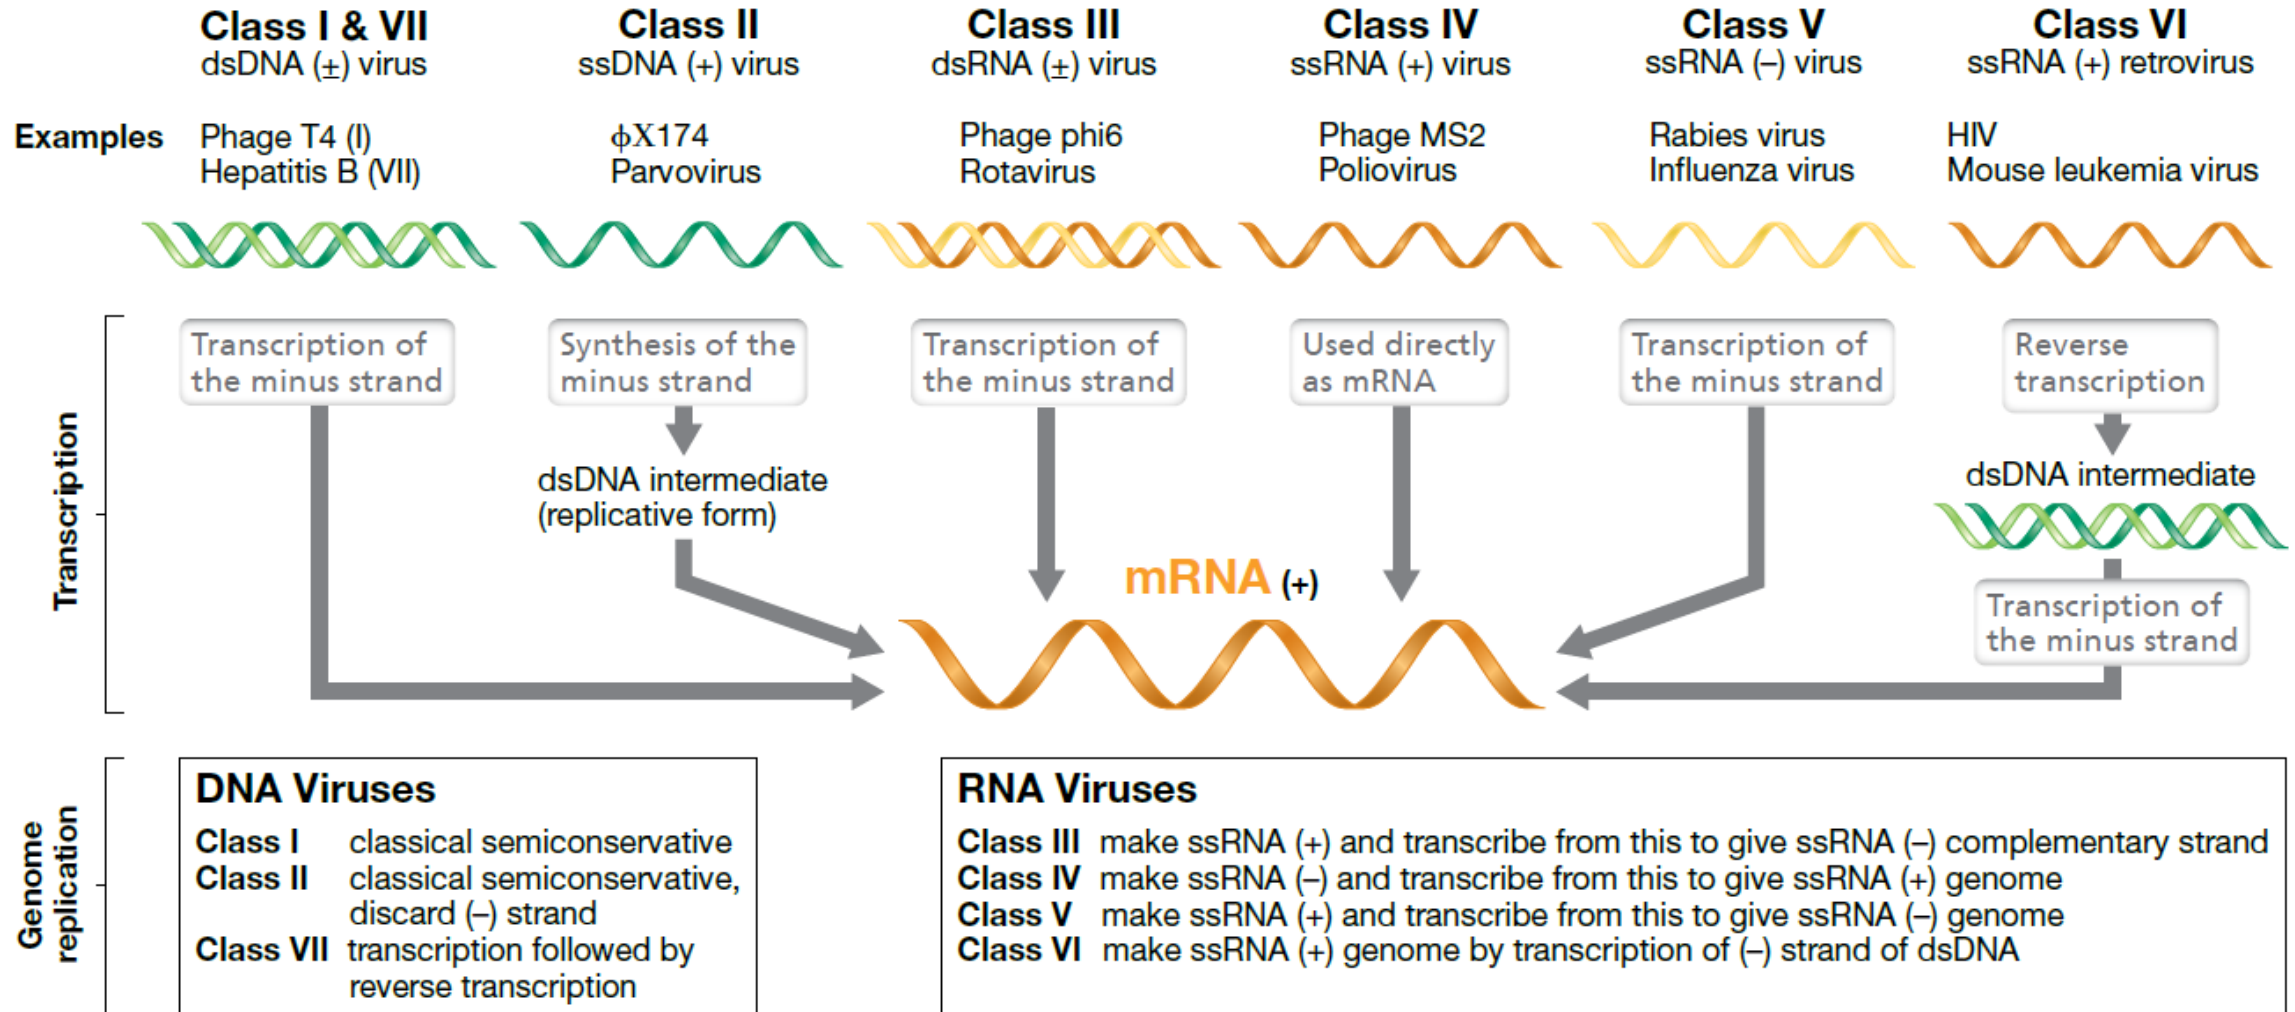 Class I & VII
dsDNA (±) virus
Class II
ssDNA (+) virus
Class III
dsRNA (±) virus
Class IV
ssRNA (+) virus
Class V
ssRNA (–) virus
Class VI
ssRNA (+) retrovirus
Examples
Phage T4 (I)
Hepatitis B (VII)
ϕX174
Parvovirus
Phage phi6
Rotavirus
Phage MS2
Poliovirus
Rabies virus
Influenza virus
HIV
Mouse leukemia virus
Transcription
Transcription of
the minus strand
Synthesis of the
minus strand
dsDNA intermediate
(replicative form)
Transcription of
the minus strand
Used directly
as mRNA
Transcription of
the minus strand
Reverse
transcription
dsDNA intermediate
Transcription of
the minus strand
mRNA (+)
Genome
replication
DNA Viruses
Class I classical semiconservative
Class II classical semiconservative,
discard (–) strand
Class VII transcription followed by
reverse transcription
RNA Viruses
Class III make ssRNA (+) and transcribe from this to give ssRNA (–) complementary strand
Class IV make ssRNA (–) and transcribe from this to give ssRNA (+) genome
Class V make ssRNA (+) and transcribe from this to give ssRNA (–) genome
Class VI make ssRNA (+) genome by transcription of (–) strand of dsDNA